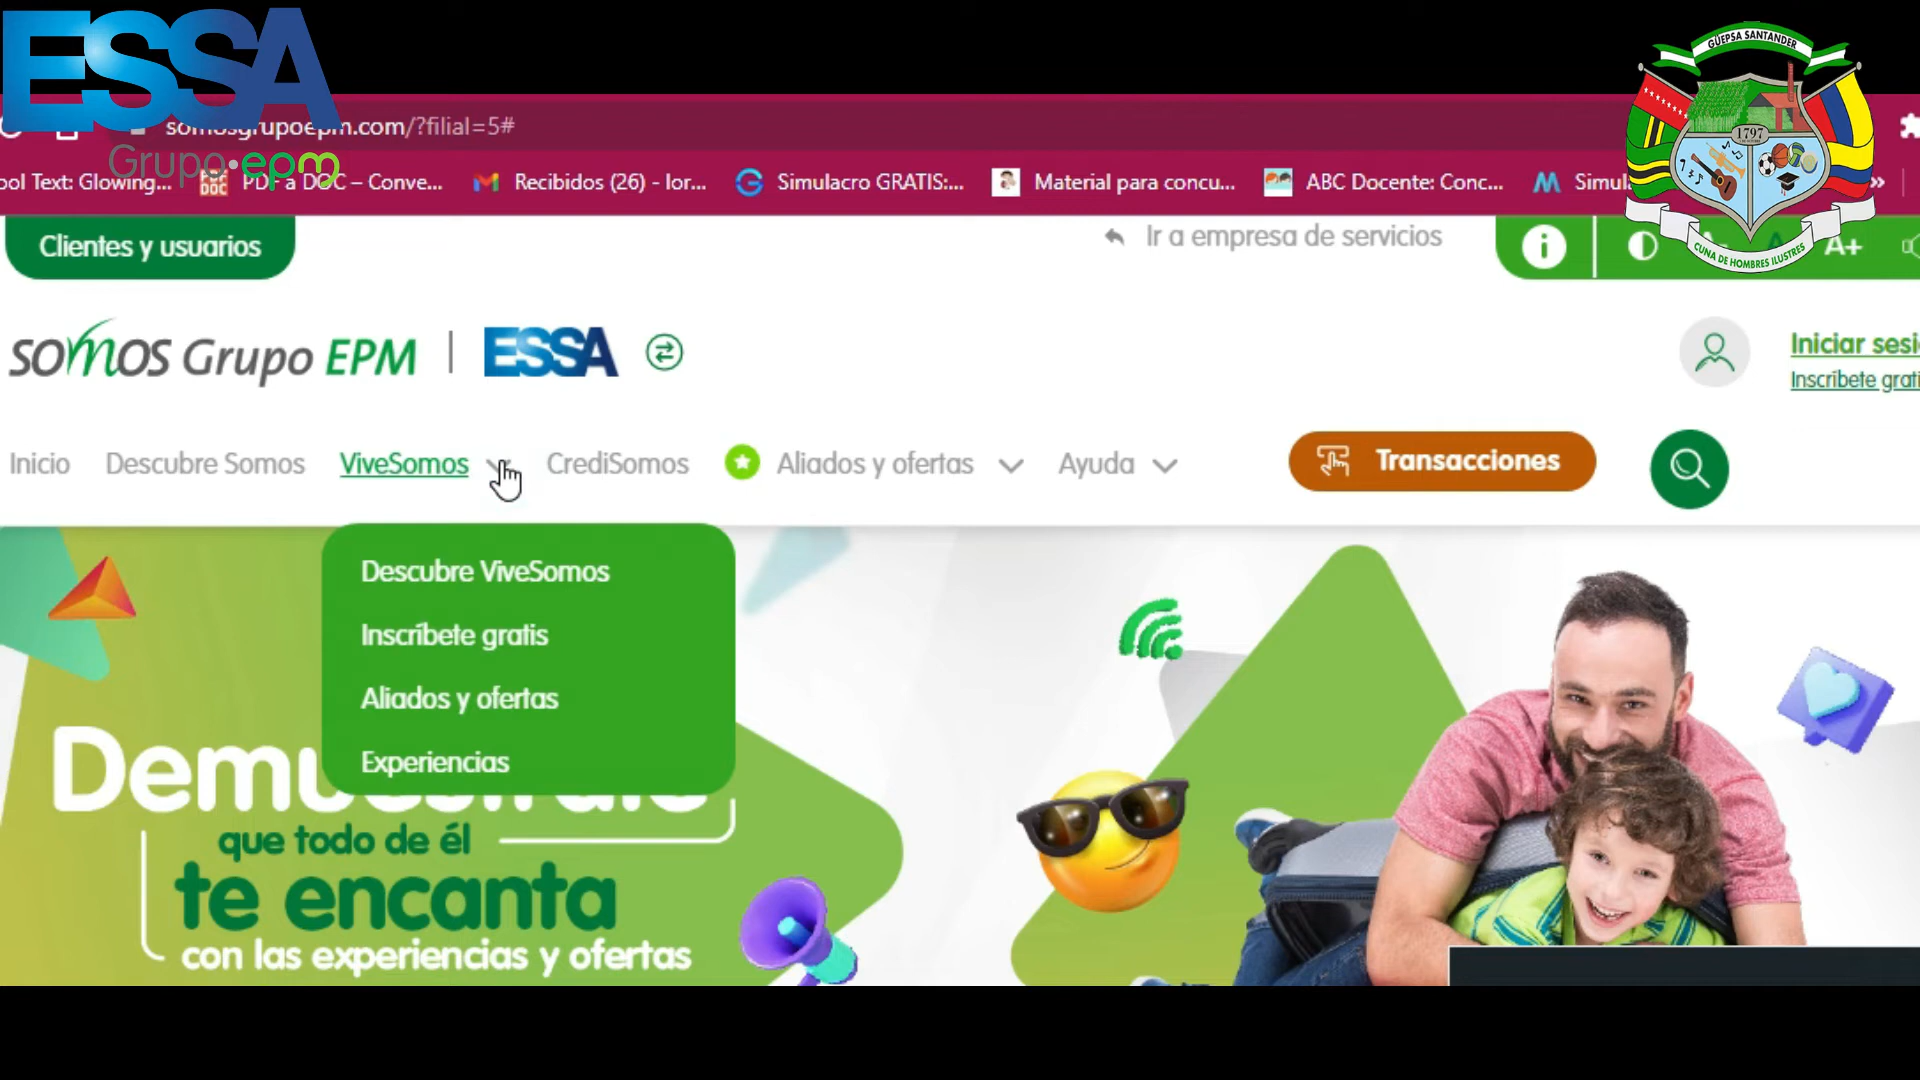 ESSA
Grupo·epm
GÜEPSA SANTANDER
1797
CUNA DE HOMBRES ILUSTRES
somosgrupoepm.com/?filial=5#
ool Text: Glowing...
PDF a DOC – Conve...
Recibidos (26) - lor...
Simulacro GRATIS:...
Material para concu...
ABC Docente: Conc...
Clientes y usuarios
Ir a empresa de servicios
A+
somos Grupo EPM | ESSA
Iniciar sesi
Inscríbete grati
Inicio
Descubre Somos
ViveSomos
CrediSomos
Aliados y ofertas
Ayuda
Transacciones
Descubre ViveSomos
Inscríbete gratis
Aliados y ofertas
Experiencias
que todo de él
te encanta
con las experiencias y ofertas